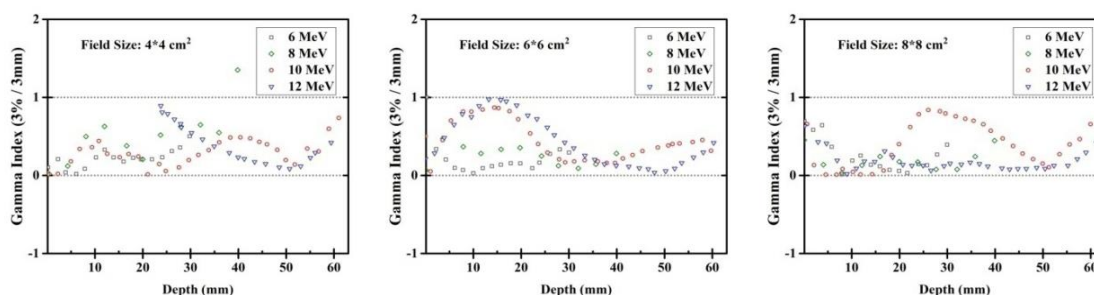 Gamma Index (3% / 3mm)
2
1
0
-1
Field Size: 4*4 cm²
6 MeV
8 MeV
10 MeV
12 MeV
10 20 30 40 50 60
Depth (mm)
Gamma Index (3% / 3mm)
2
1
0
-1
Field Size: 6*6 cm²
6 MeV
8 MeV
10 MeV
12 MeV
10 20 30 40 50 60
Depth (mm)
Gamma Index (3% / 3mm)
2
1
0
-1
Field Size: 8*8 cm²
6 MeV
8 MeV
10 MeV
12 MeV
10 20 30 40 50 60
Depth (mm)